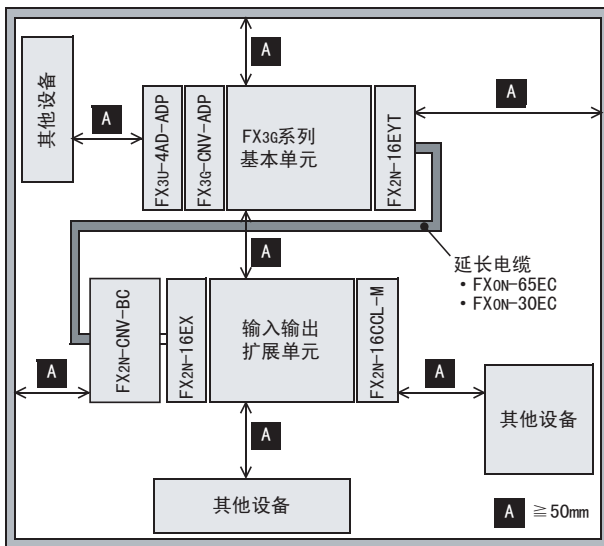 A
其他设备
A
FX3U-4AD-ADP
FX3G-CNV-ADP
FX3G系列
基本单元
FX2N-16EYT
A
A
延长电缆
・FX0N-65EC
・FX0N-30EC
FX2N-CNV-BC
FX2N-16EX
输入输出
扩展单元
FX2N-16CCL-M
A
A
其他设备
A
其他设备
A ≧50mm